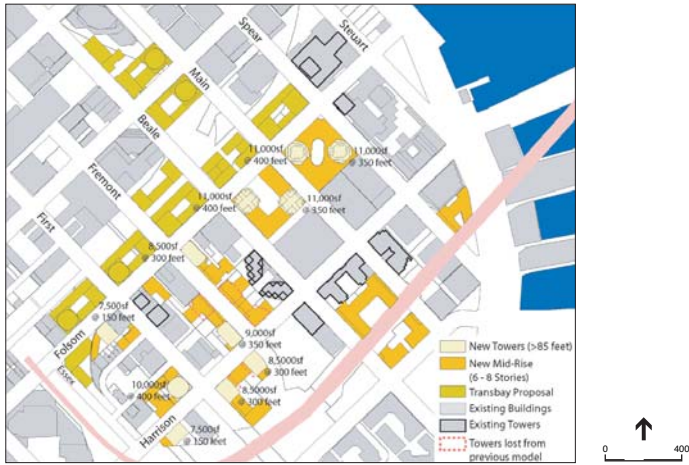 Steuart
Spear
Main
Beale
Fremont
First
11,000sf
@ 400 feet
11,000sf
@ 350 feet
11,000sf
@ 400 feet
11,000sf
@ 350 feet
8,500sf
@ 300 feet
7,500sf
@ 150 feet
9,000sf
@ 350 feet
8,5000sf
@ 300 feet
8,5000sf
@ 300 feet
10,000sf
@ 400 feet
7,500sf
@ 150 feet
Folsom
Essex
Harrison
New Towers (>85 feet)
New Mid-Rise
(6 - 8 Stories)
Transbay Proposal
Existing Buildings
Existing Towers
Towers lost from
previous model
0 400